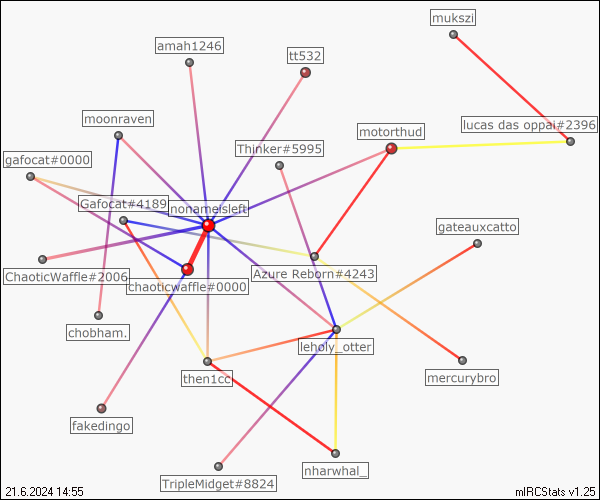 mukszi
amah1246
tt532
moonraven
lucas das oppai#2396
motorthud
Thinker#5995
gafocat#0000
Gafocat#4189
nonameisleft
gateauxcatto
ChaoticWaffle#2006
Azure Reborn#4243
chaoticwaffle#0000
chobham.
leholy_otter
then1cc
mercurybro
fakedingo
nharwhal_
TripleMidget#8824
21.6.2024 14:55
mIRCStats v1.25